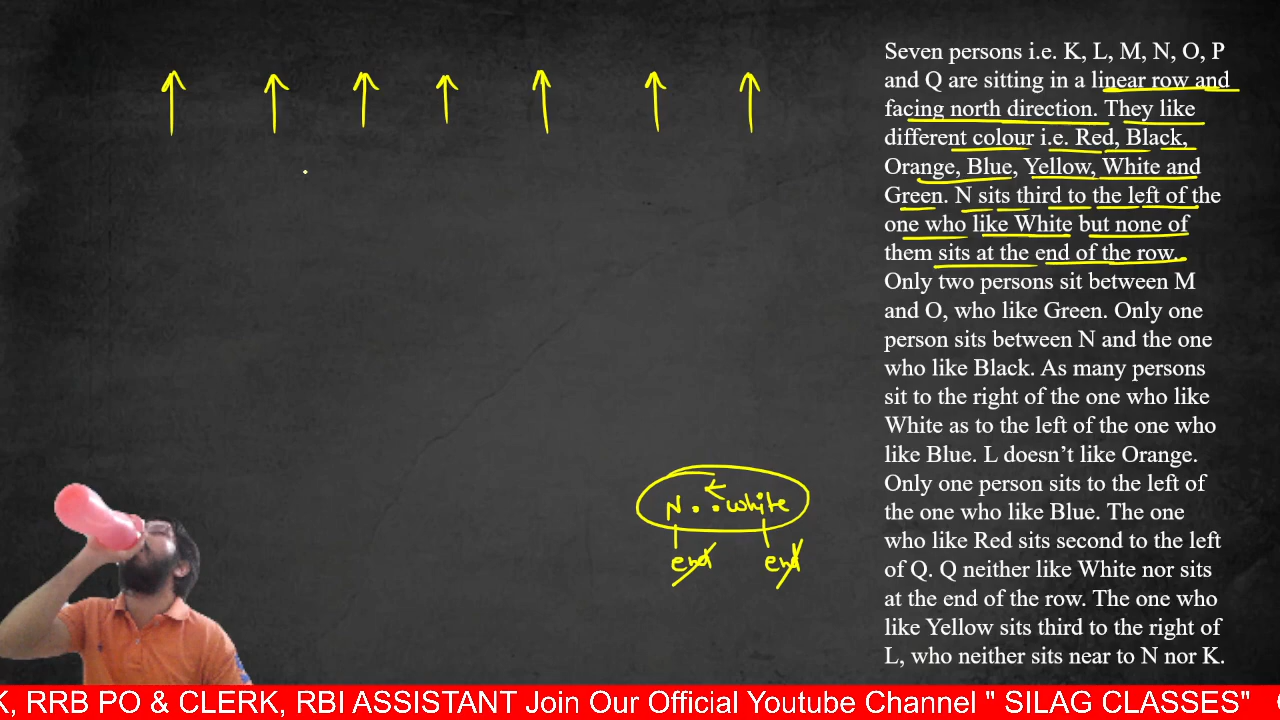 Seven persons i.e. K, L, M, N, O, P
and Q are sitting in a linear row and
facing north direction. They like
different colour i.e. Red, Black,
Orange, Blue, Yellow, White and
Green. N sits third to the left of the
one who like White but none of
them sits at the end of the row.
Only two persons sit between M
and O, who like Green. Only one
person sits between N and the one
who like Black. As many persons
sit to the right of the one who like
White as to the left of the one who
like Blue. L doesn’t like Orange.
Only one person sits to the left of
the one who like Blue. The one
who like Red sits second to the left
of Q. Q neither like White nor sits
at the end of the row. The one who
like Yellow sits third to the right of
L, who neither sits near to N nor K.
N . . white
end end
K, RRB PO & CLERK, RBI ASSISTANT Join Our Official Youtube Channel " SILAG CLASSES"